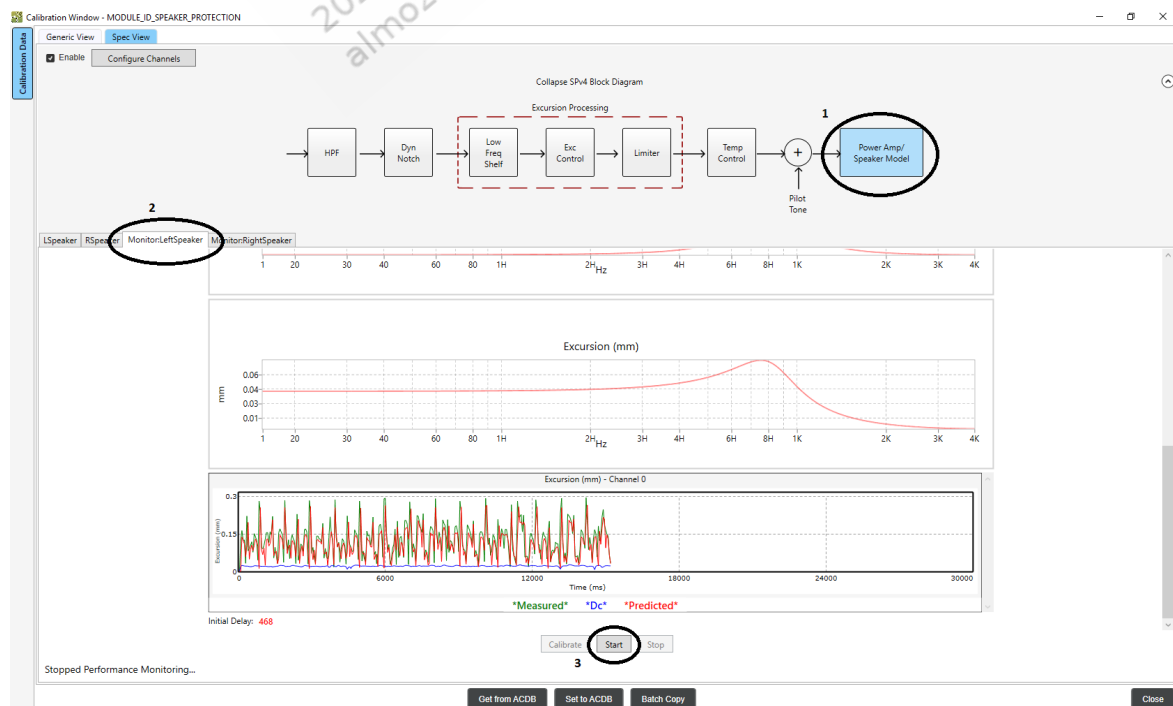 Calibration Window - MODULE_ID_SPEAKER_PROTECTION
Calibration Data
Generic View Spec View
Enable Configure Channels
Collapse SPv4 Block Diagram
Excursion Processing
1
HPF
Dyn
Notch
Low
Freq
Shelf
Exc
Control
Limiter
Temp
Control
+
Power Amp/
Speaker Model
Pilot
Tone
2
LSpeaker RSpeaker Monitor:LeftSpeaker Monitor:RightSpeaker
1 20 30 40 60 80 1H 2H 3H 4H 6H 8H 1K 2K 3K 4K
Hz
Excursion (mm)
mm
0.06
0.04
0.03
0.01
1 20 30 40 60 80 1H 2H 3H 4H 6H 8H 1K 2K 3K 4K
Hz
Excursion (mm) - Channel 0
Excursion (mm)
0.3
0.15
0
0 6000 12000 18000 24000 30000
Time (ms)
*Measured* *Dc* *Predicted*
Initial Delay: 468
Calibrate Start Stop
3
Stopped Performance Monitoring...
Get from ACDB Set to ACDB Batch Copy Close